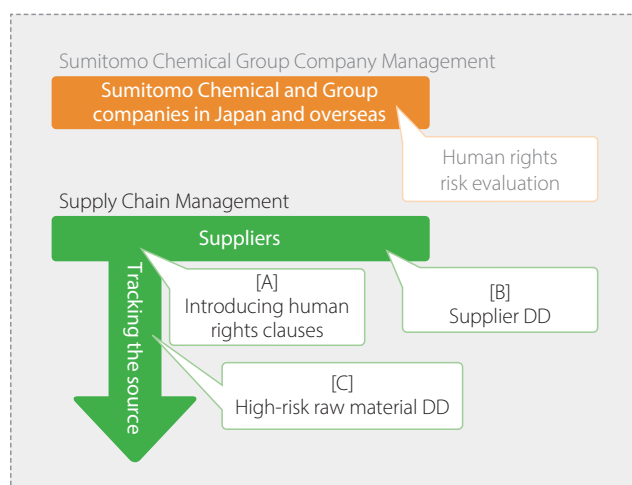 Sumitomo Chemical Group Company Management
Sumitomo Chemical and Group
companies in Japan and overseas
Human rights
risk evaluation
Supply Chain Management
Suppliers
[A]
Introducing human
rights clauses
[B]
Supplier DD
Tracking the source
[C]
High-risk raw material DD